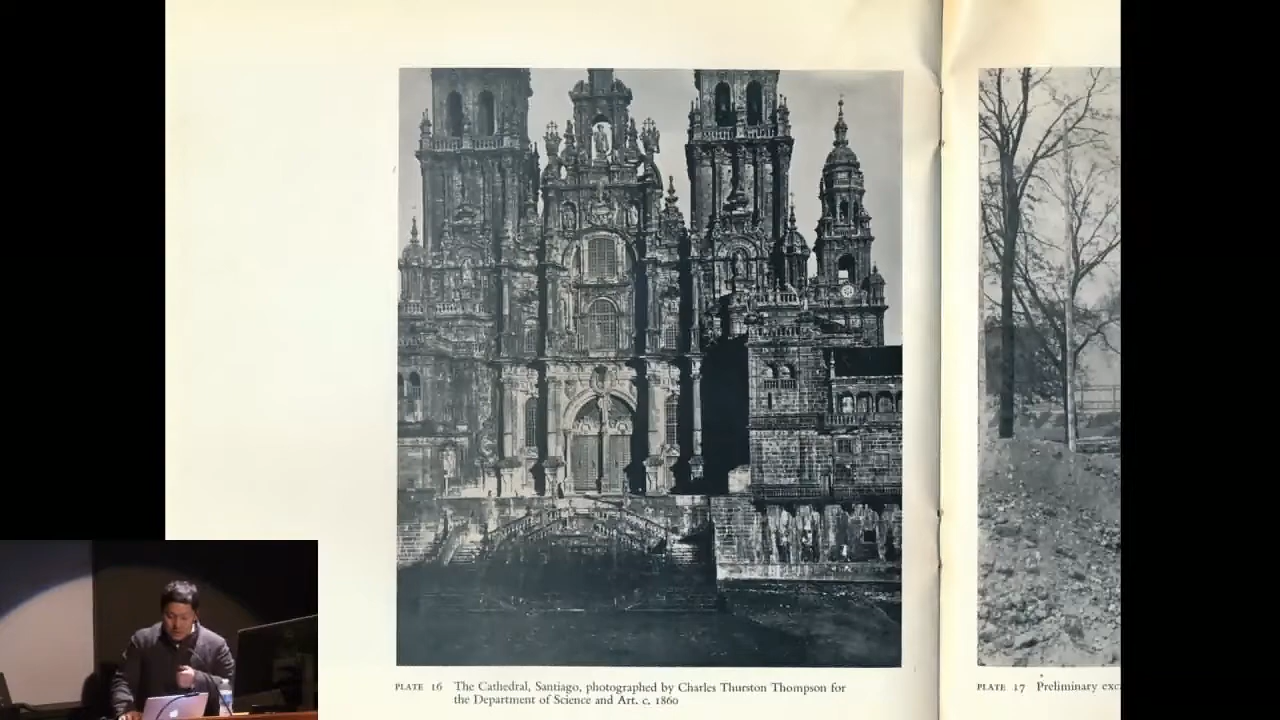 PLATE 16 The Cathedral, Santiago, photographed by Charles Thurston Thompson for
the Department of Science and Art. c. 1860
PLATE 17 Preliminary